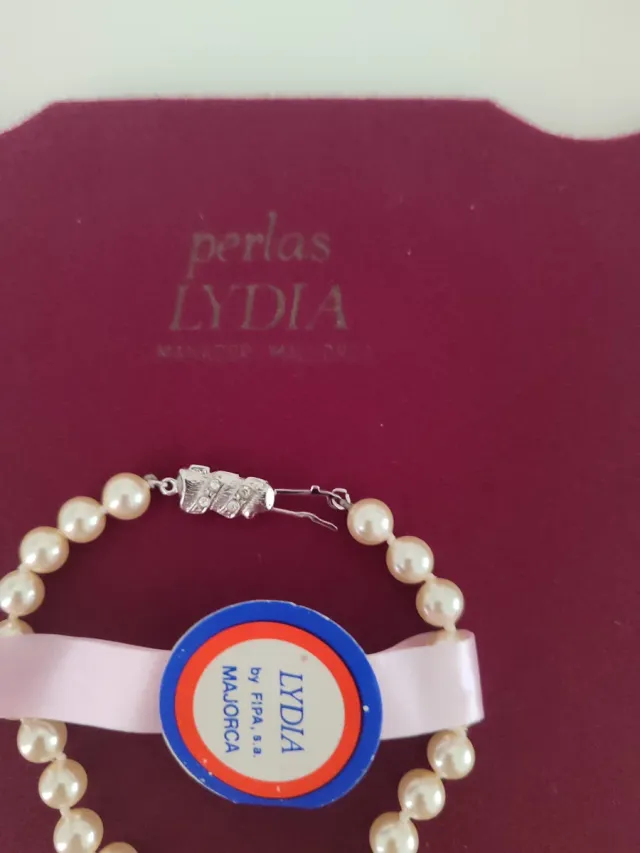 perlas
LYDIA
MANACOR MALLORCA
LYDIA
by FIPA, s.a.
MAJORCA